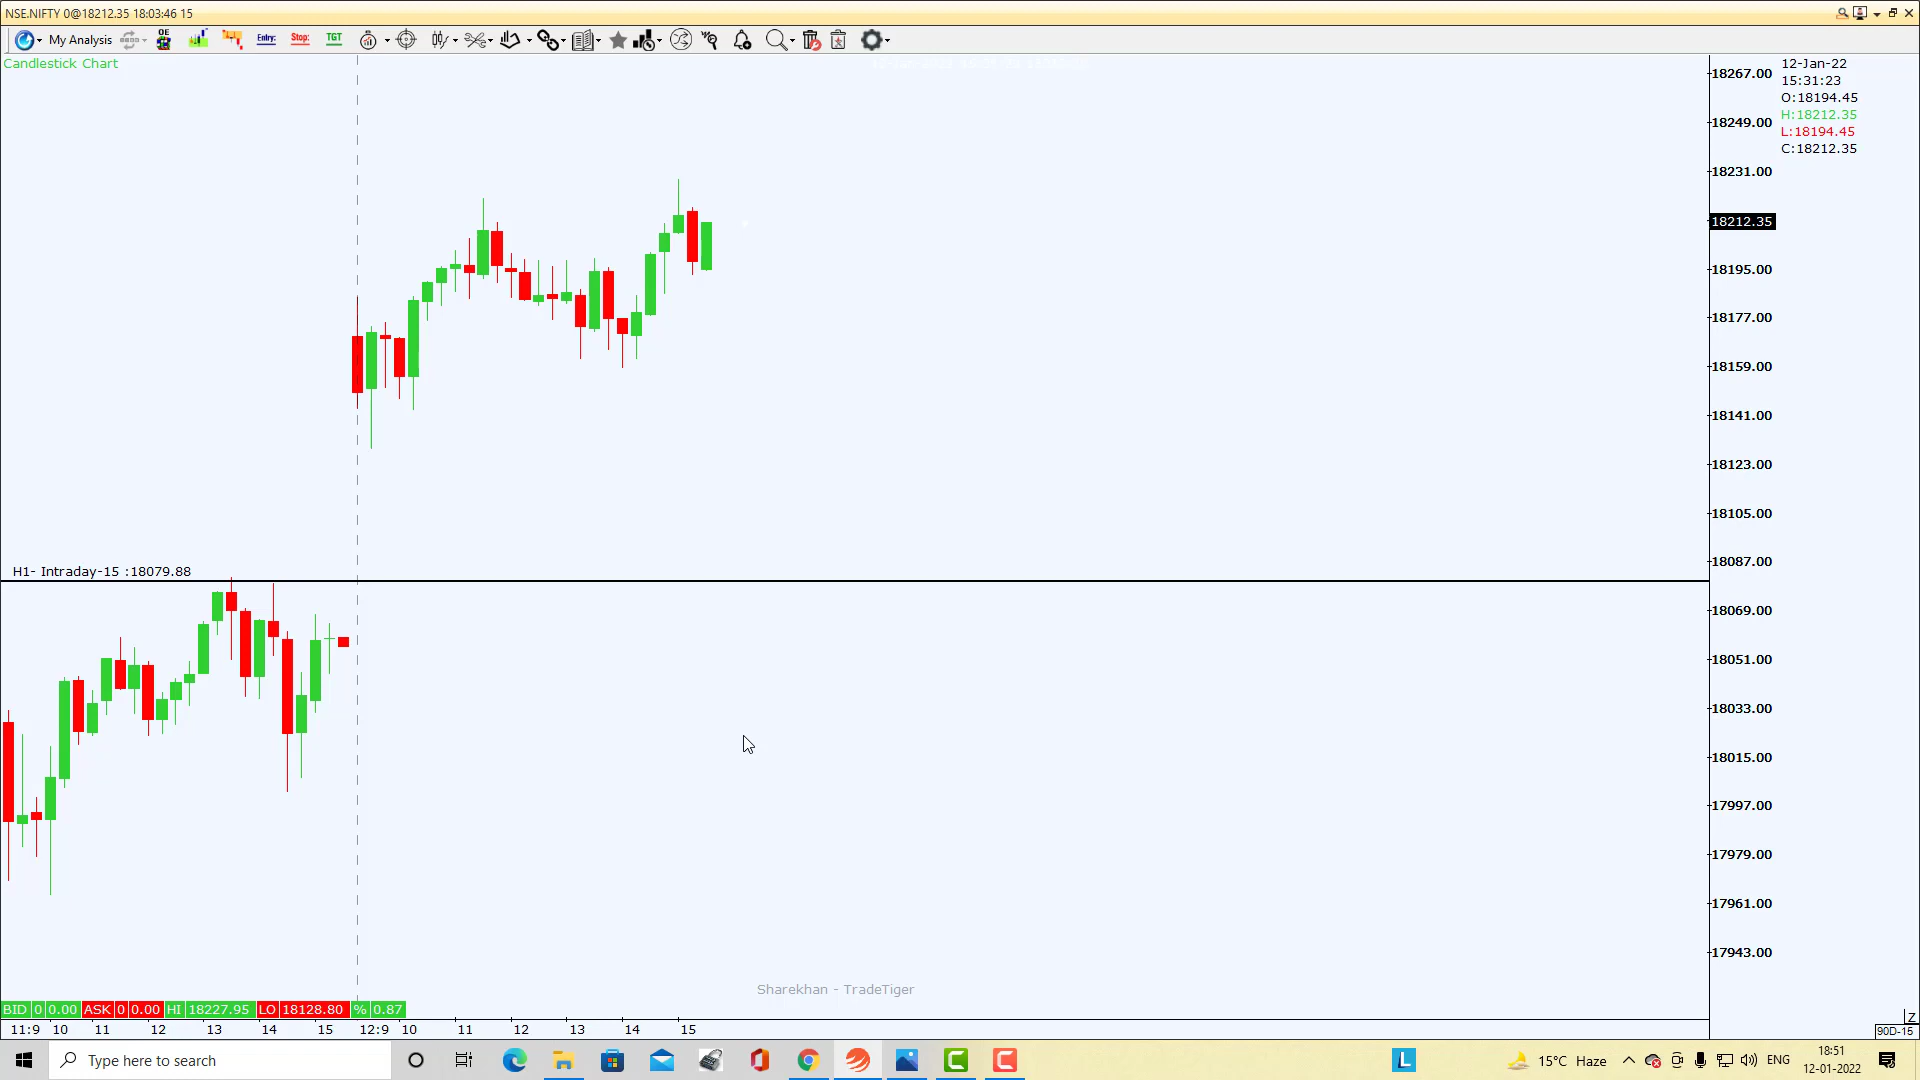 NSE.NIFTY 0@18212.35 18:03:46 15
My Analysis OE Entry: Stop: TGT
Candlestick Chart
12-Jan-22
15:31:23
O:18194.45
H:18212.35
L:18194.45
C:18212.35
18267.00
18249.00
18231.00
18212.35
18195.00
18177.00
18159.00
18141.00
18123.00
18105.00
18087.00
18069.00
18051.00
18033.00
18015.00
17997.00
17979.00
17961.00
17943.00
H1- Intraday-15 :18079.88
Sharekhan - TradeTiger
BID 0 0.00 ASK 0 0.00 HI 18227.95 LO 18128.80 % 0.87
11:9 10 11 12 13 14 15 12:9 10 11 12 13 14 15
Z
90D-15
Type here to search
L
15°C Haze
ENG
18:51
12-01-2022